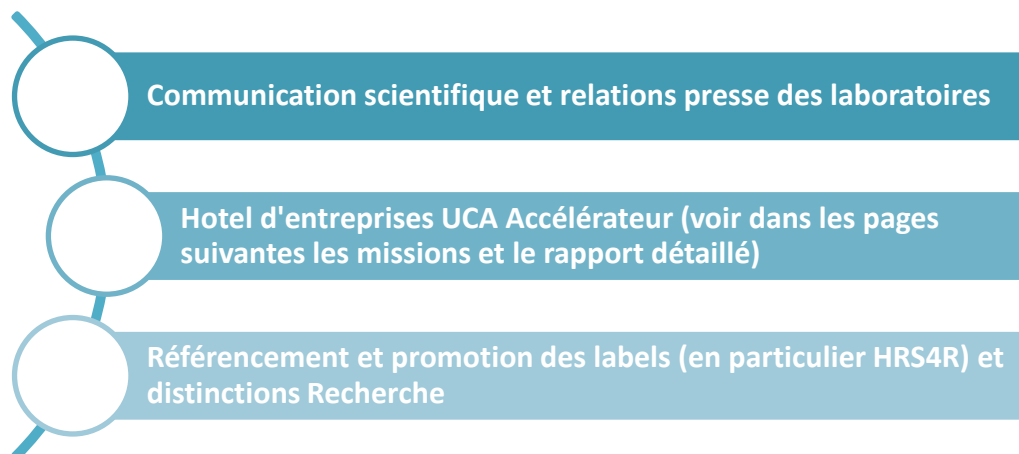 Communication scientifique et relations presse des laboratoires
Hotel d'entreprises UCA Accélérateur (voir dans les pages
suivantes les missions et le rapport détaillé)
Référencement et promotion des labels (en particulier HRS4R) et
distinctions Recherche